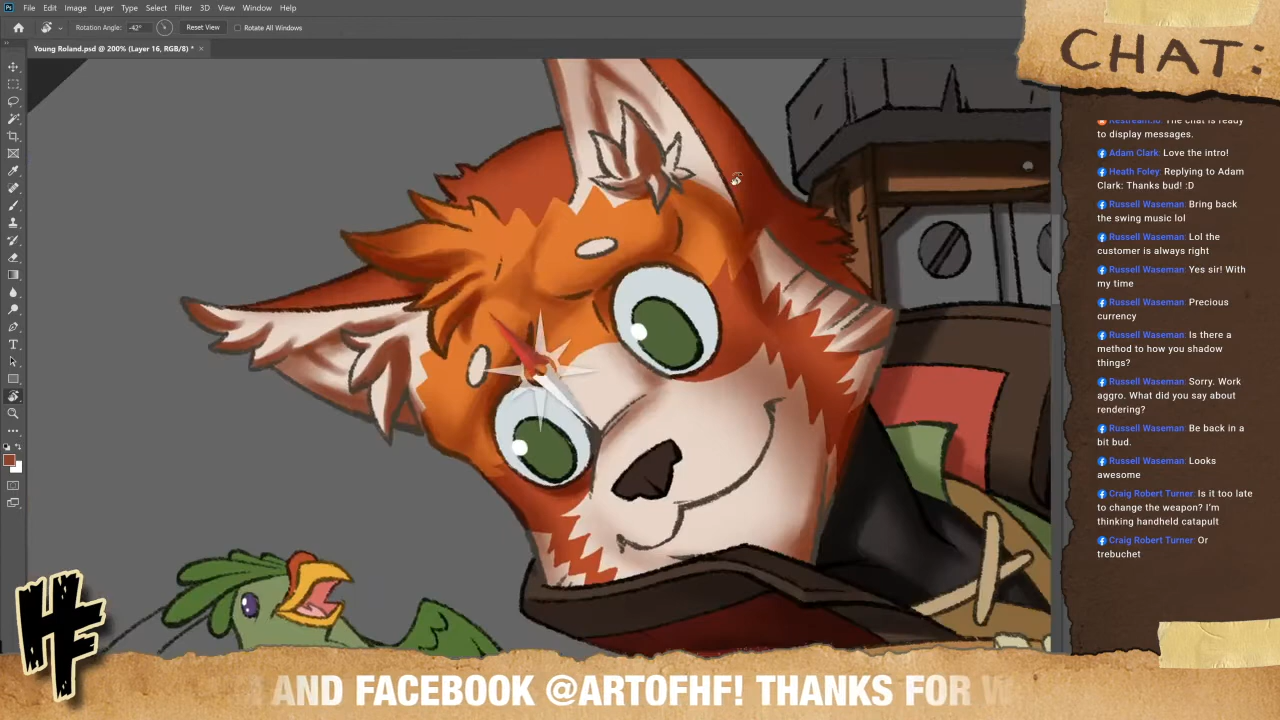 File Edit Image Layer Type Select Filter 3D View Window Help
Rotation Angle: -42° Reset View Rotate All Windows
Young Roland.psd @ 200% (Layer 16, RGB/8) * ×
CHAT:
Restream.io: The chat is ready
to display messages.
Adam Clark: Love the intro!
Heath Foley: Replying to Adam
Clark: Thanks bud! :D
Russell Waseman: Bring back
the swing music lol
Russell Waseman: Lol the
customer is always right
Russell Waseman: Yes sir! With
my time
Russell Waseman: Precious
currency
Russell Waseman: Is there a
method to how you shadow
things?
Russell Waseman: Sorry. Work
aggro. What did you say about
rendering?
Russell Waseman: Be back in a
bit bud.
Russell Waseman: Looks
awesome
Craig Robert Turner: Is it too late
to change the weapon? I'm
thinking handheld catapult
Craig Robert Turner: Or
trebuchet
HF
AND FACEBOOK @ARTOFHF! THANKS FOR